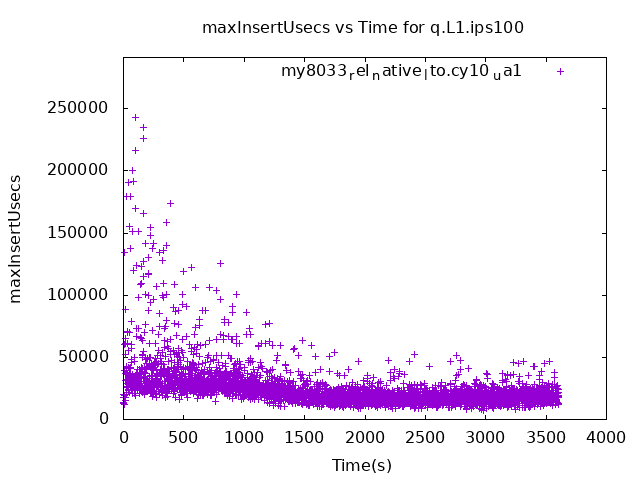 maxInsertUsecs vs Time for q.L1.ips100
my8033relnativelto.cy10ua1
250000
200000
150000
100000
50000
0
maxInsertUsecs
0 500 1000 1500 2000 2500 3000 3500 4000
Time(s)